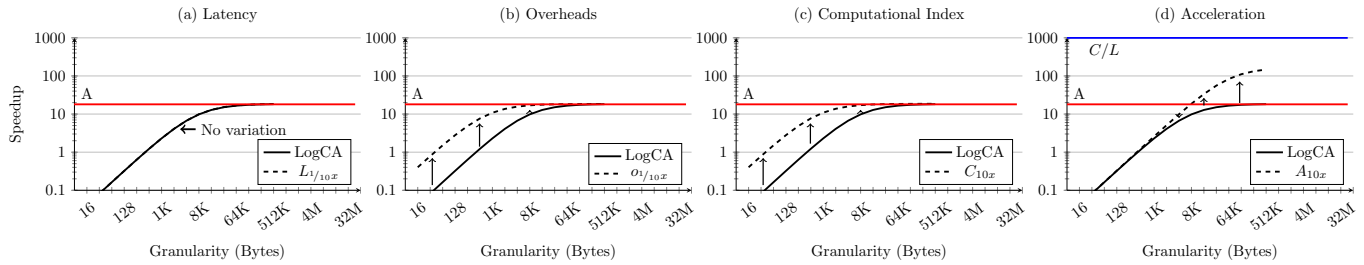 (a) Latency
Speedup
1000
100
10
1
0.1
A
No variation
LogCA
L1/10x
16
128
1K
8K
64K
512K
4M
32M
Granularity (Bytes)
(b) Overheads
1000
100
10
1
0.1
A
LogCA
o1/10x
16
128
1K
8K
64K
512K
4M
32M
Granularity (Bytes)
(c) Computational Index
1000
100
10
1
0.1
A
LogCA
C10x
16
128
1K
8K
64K
512K
4M
32M
Granularity (Bytes)
(d) Acceleration
1000
100
10
1
0.1
C/L
A
LogCA
A10x
16
128
1K
8K
64K
512K
4M
32M
Granularity (Bytes)